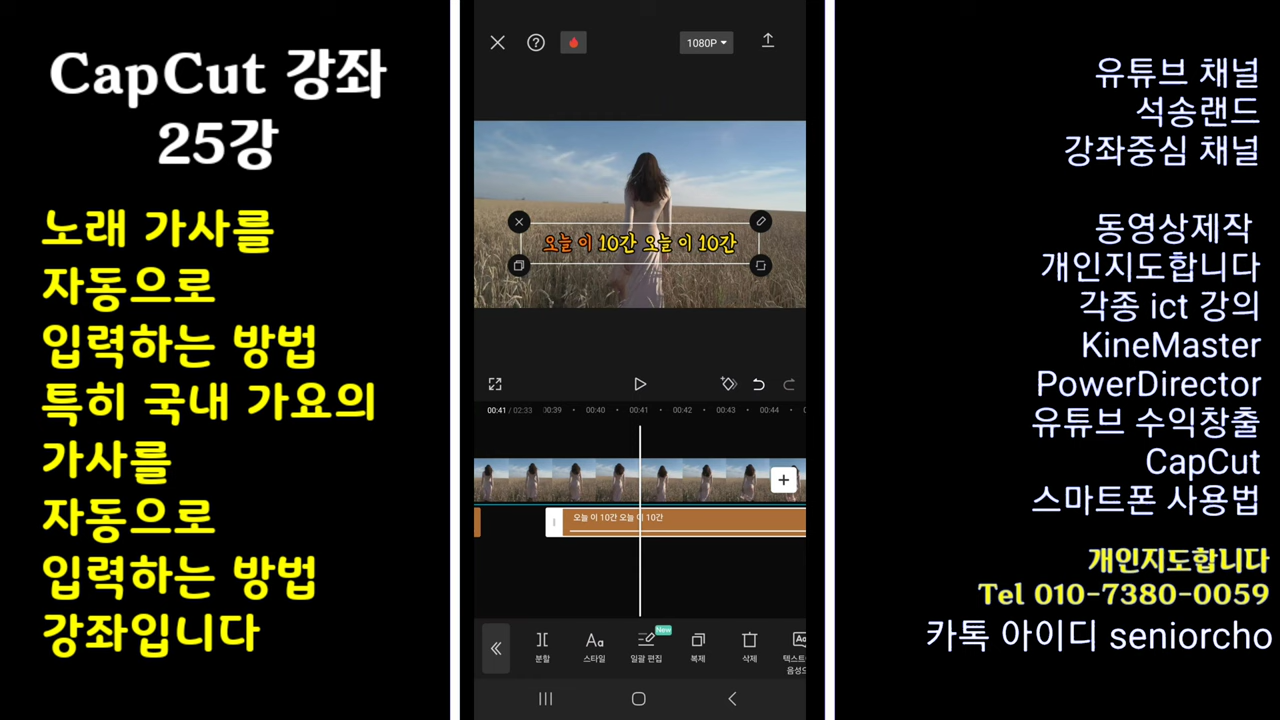 CapCut 강좌
25강
노래 가사를
자동으로
입력하는 방법
특히 국내 가요의
가사를
자동으로
입력하는 방법
강좌입니다
1080P
오늘 이 10간 오늘 이 10간
00:41 / 02:33
00:39 00:40 00:41 00:42 00:43 00:44
오늘 이 10간 오늘 이 10간
New
분할 스타일 일괄 편집 복제 삭제
유튜브 채널
석송랜드
강좌중심 채널
동영상제작
개인지도합니다
각종 ict 강의
KineMaster
PowerDirector
유튜브 수익창출
CapCut
스마트폰 사용법
개인지도합니다
Tel 010-7380-0059
카톡 아이디 seniorcho